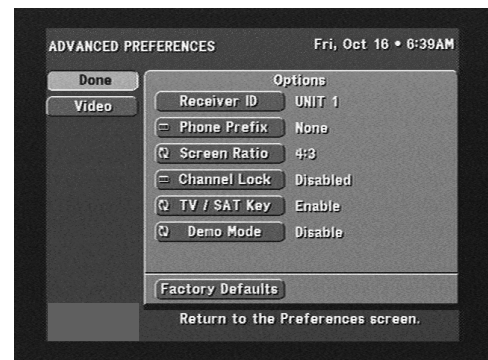 ADVANCED PREFERENCES Fri, Oct 16 • 6:39AM
Done
Video
Options
Receiver ID UNIT 1
Phone Prefix None
Screen Ratio 4:3
Channel Lock Disabled
TV / SAT Key Enable
Demo Mode Disable
Factory Defaults
Return to the Preferences screen.